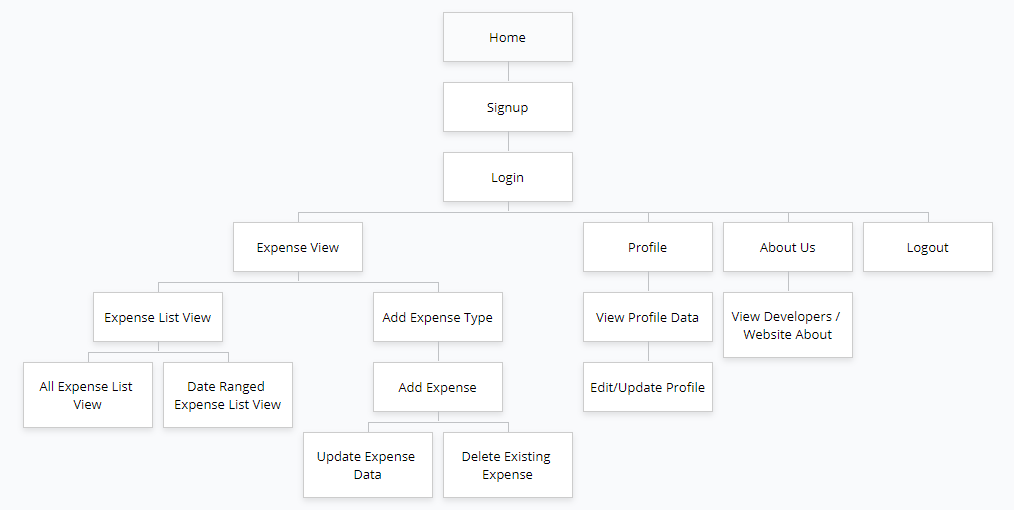 Home
Signup
Login
Expense View
Profile
About Us
Logout
Expense List View
Add Expense Type
View Profile Data
View Developers /
Website About
All Expense List
View
Date Ranged
Expense List View
Add Expense
Edit/Update Profile
Update Expense
Data
Delete Existing
Expense